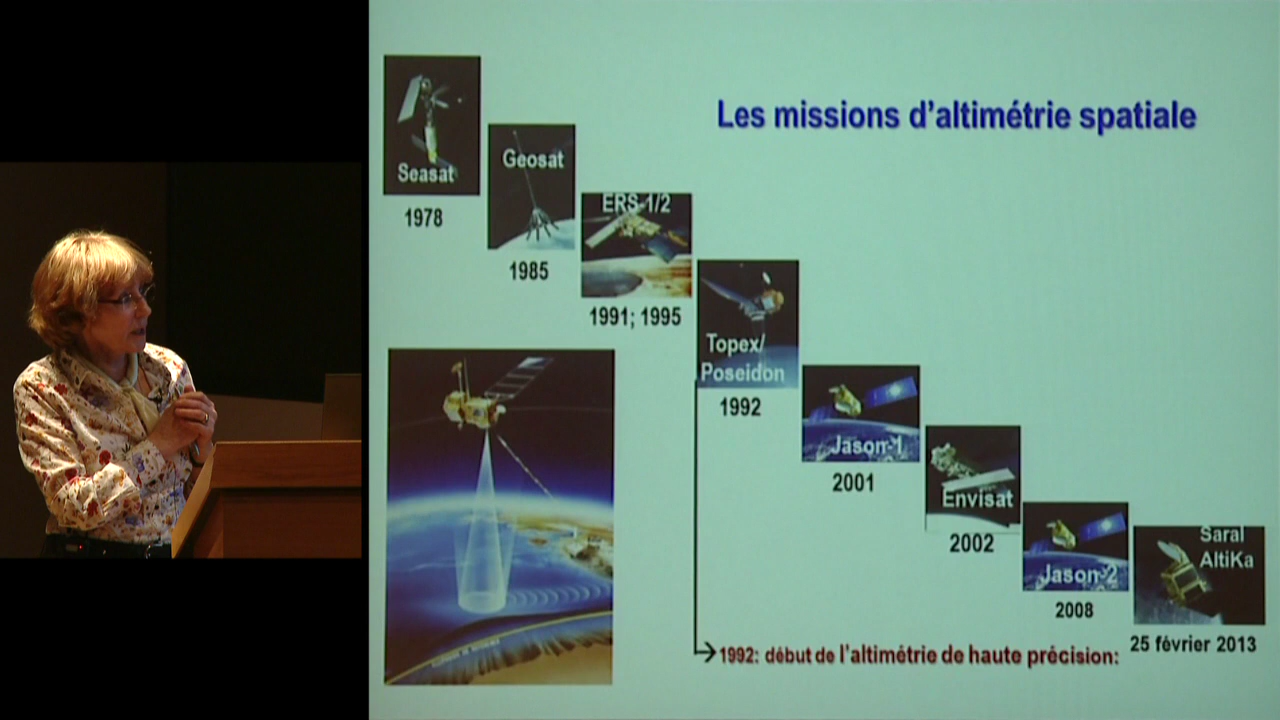 Les missions d'altimétrie spatiale
Seasat
1978
Geosat
1985
ERS-1/2
1991; 1995
Topex/
Poseidon
1992
Jason-1
2001
Envisat
2002
Jason-2
2008
Saral
AltiKa
25 février 2013
1992: début de l'altimétrie de haute précision: